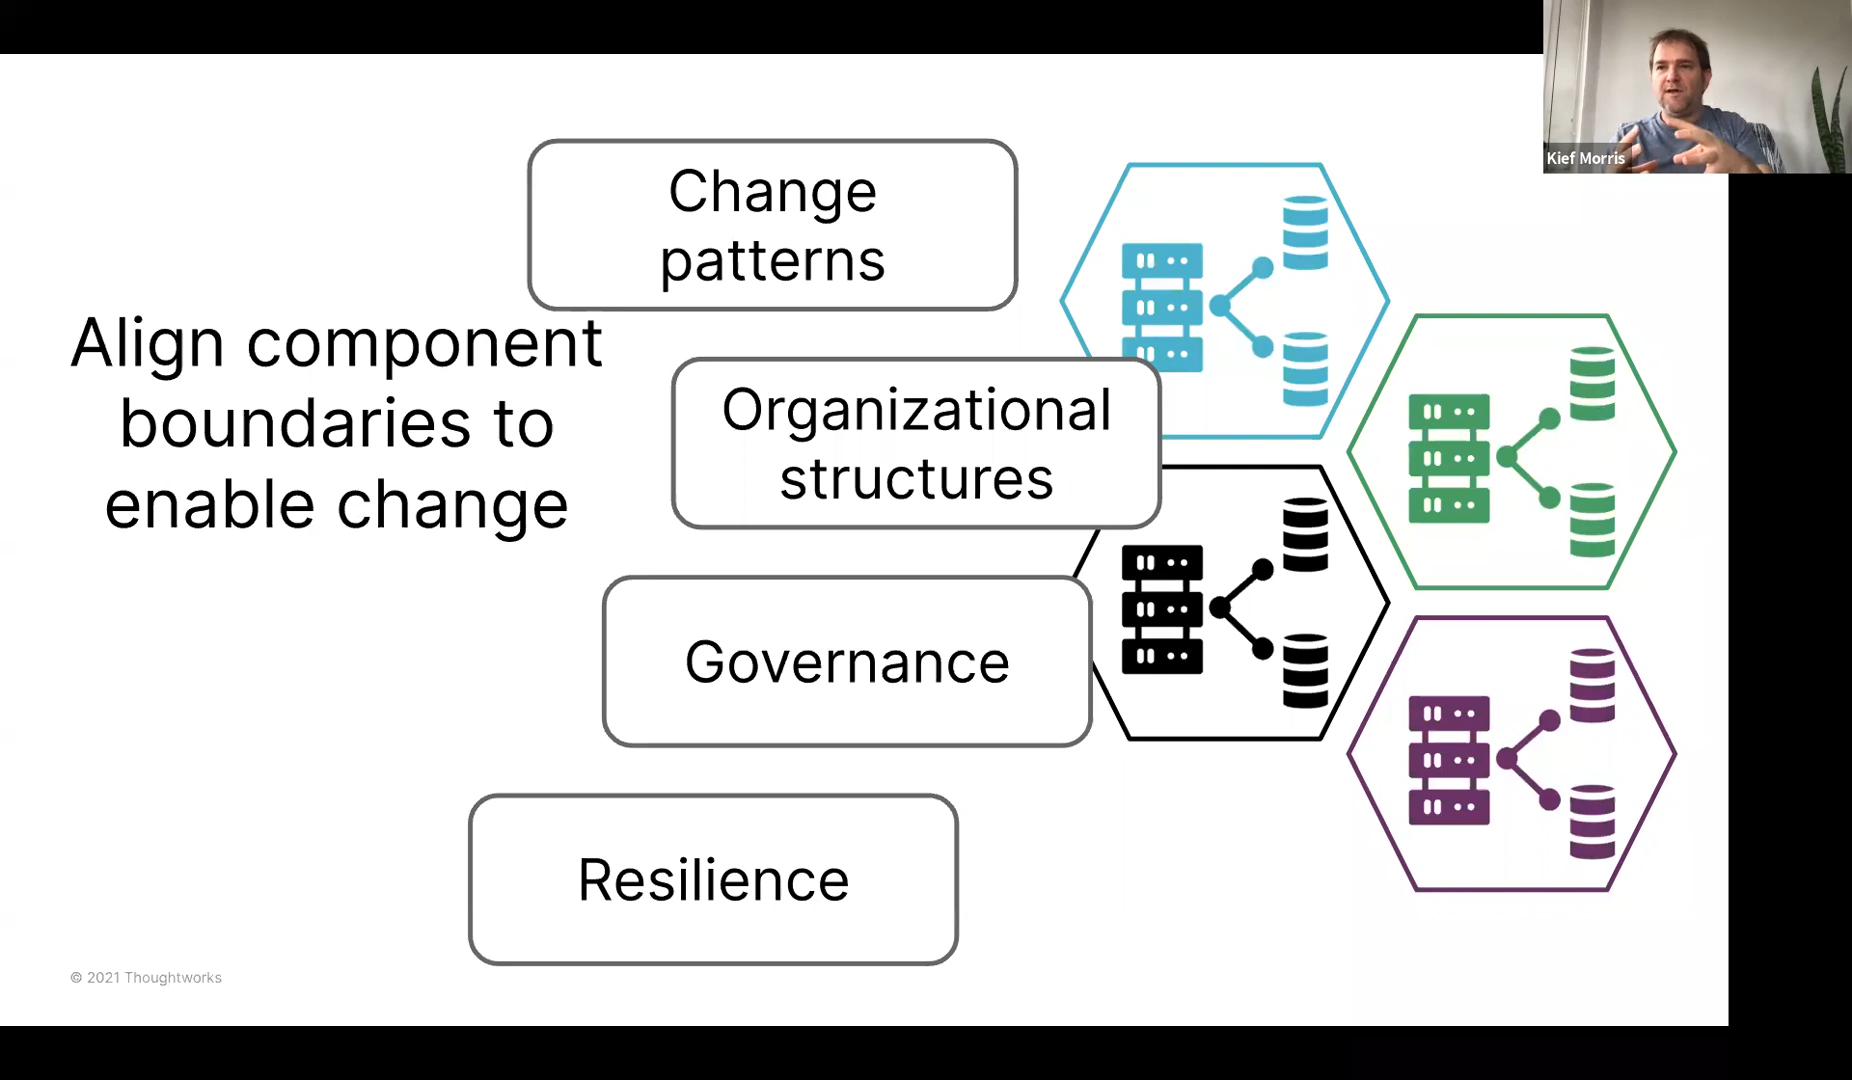 Kief Morris
Change
patterns
Align component
boundaries to
enable change
Organizational
structures
Governance
Resilience
© 2021 Thoughtworks